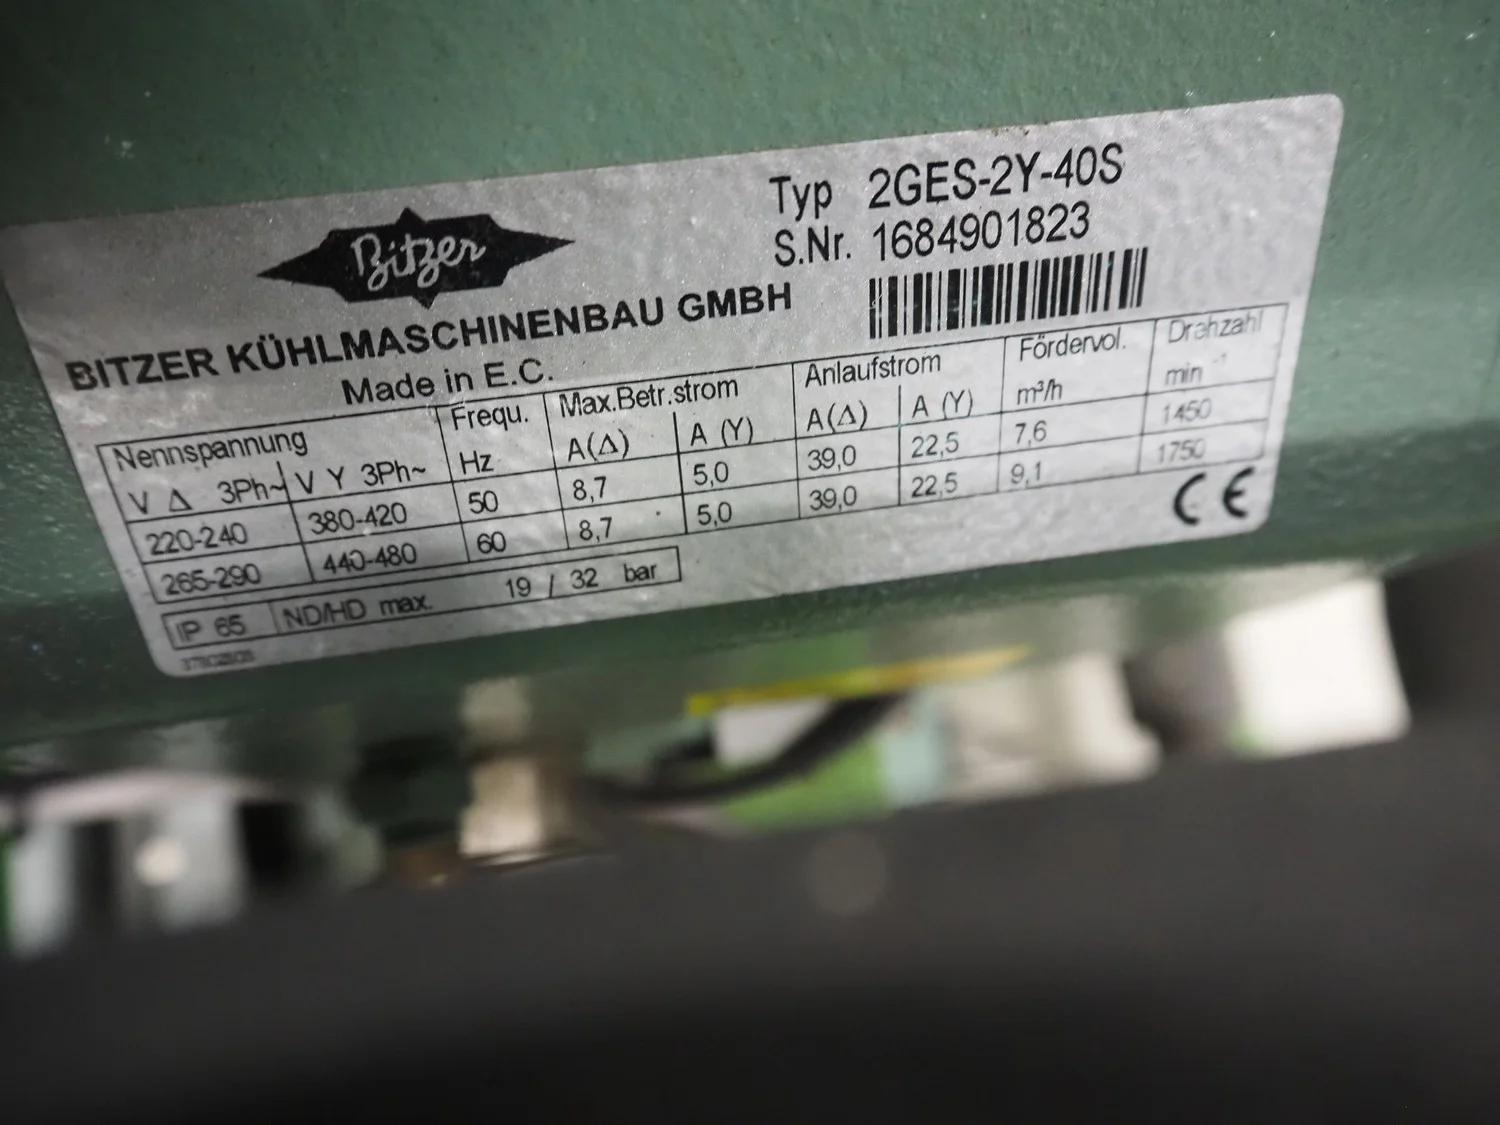 Bitzer
Typ 2GES-2Y-40S
S.Nr. 1684901823
BITZER KÜHLMASCHINENBAU GMBH
Made in E.C.
Nennspannung Frequ. Max.Betr.strom Anlaufstrom Fördervol. Drehzahl
V Δ 3Ph~ V Y 3Ph~ Hz A(Δ) A (Y) A(Δ) A (Y) m³/h min⁻¹
220-240 380-420 50 8,7 5,0 39,0 22,5 7,6 1450
265-290 440-480 60 8,7 5,0 39,0 22,5 9,1 1750
IP 65 ND/HD max. 19 / 32 bar
CE